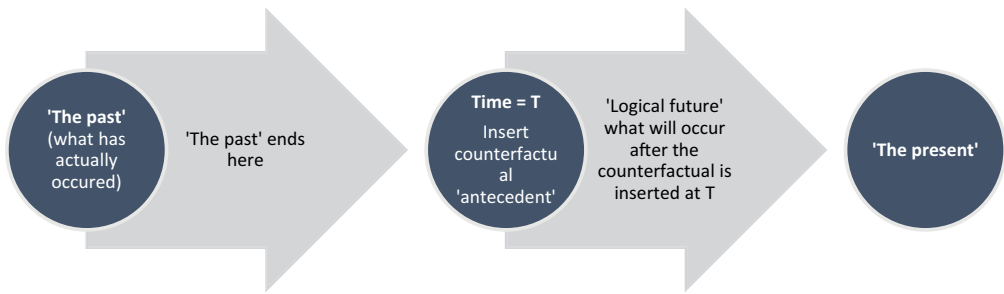 'The past'
(what has
actually
occured)
'The past' ends
here
Time = T
Insert
counterfactu
al
'antecedent'
'Logical future'
what will occur
after the
counterfactual is
inserted at T
'The present'